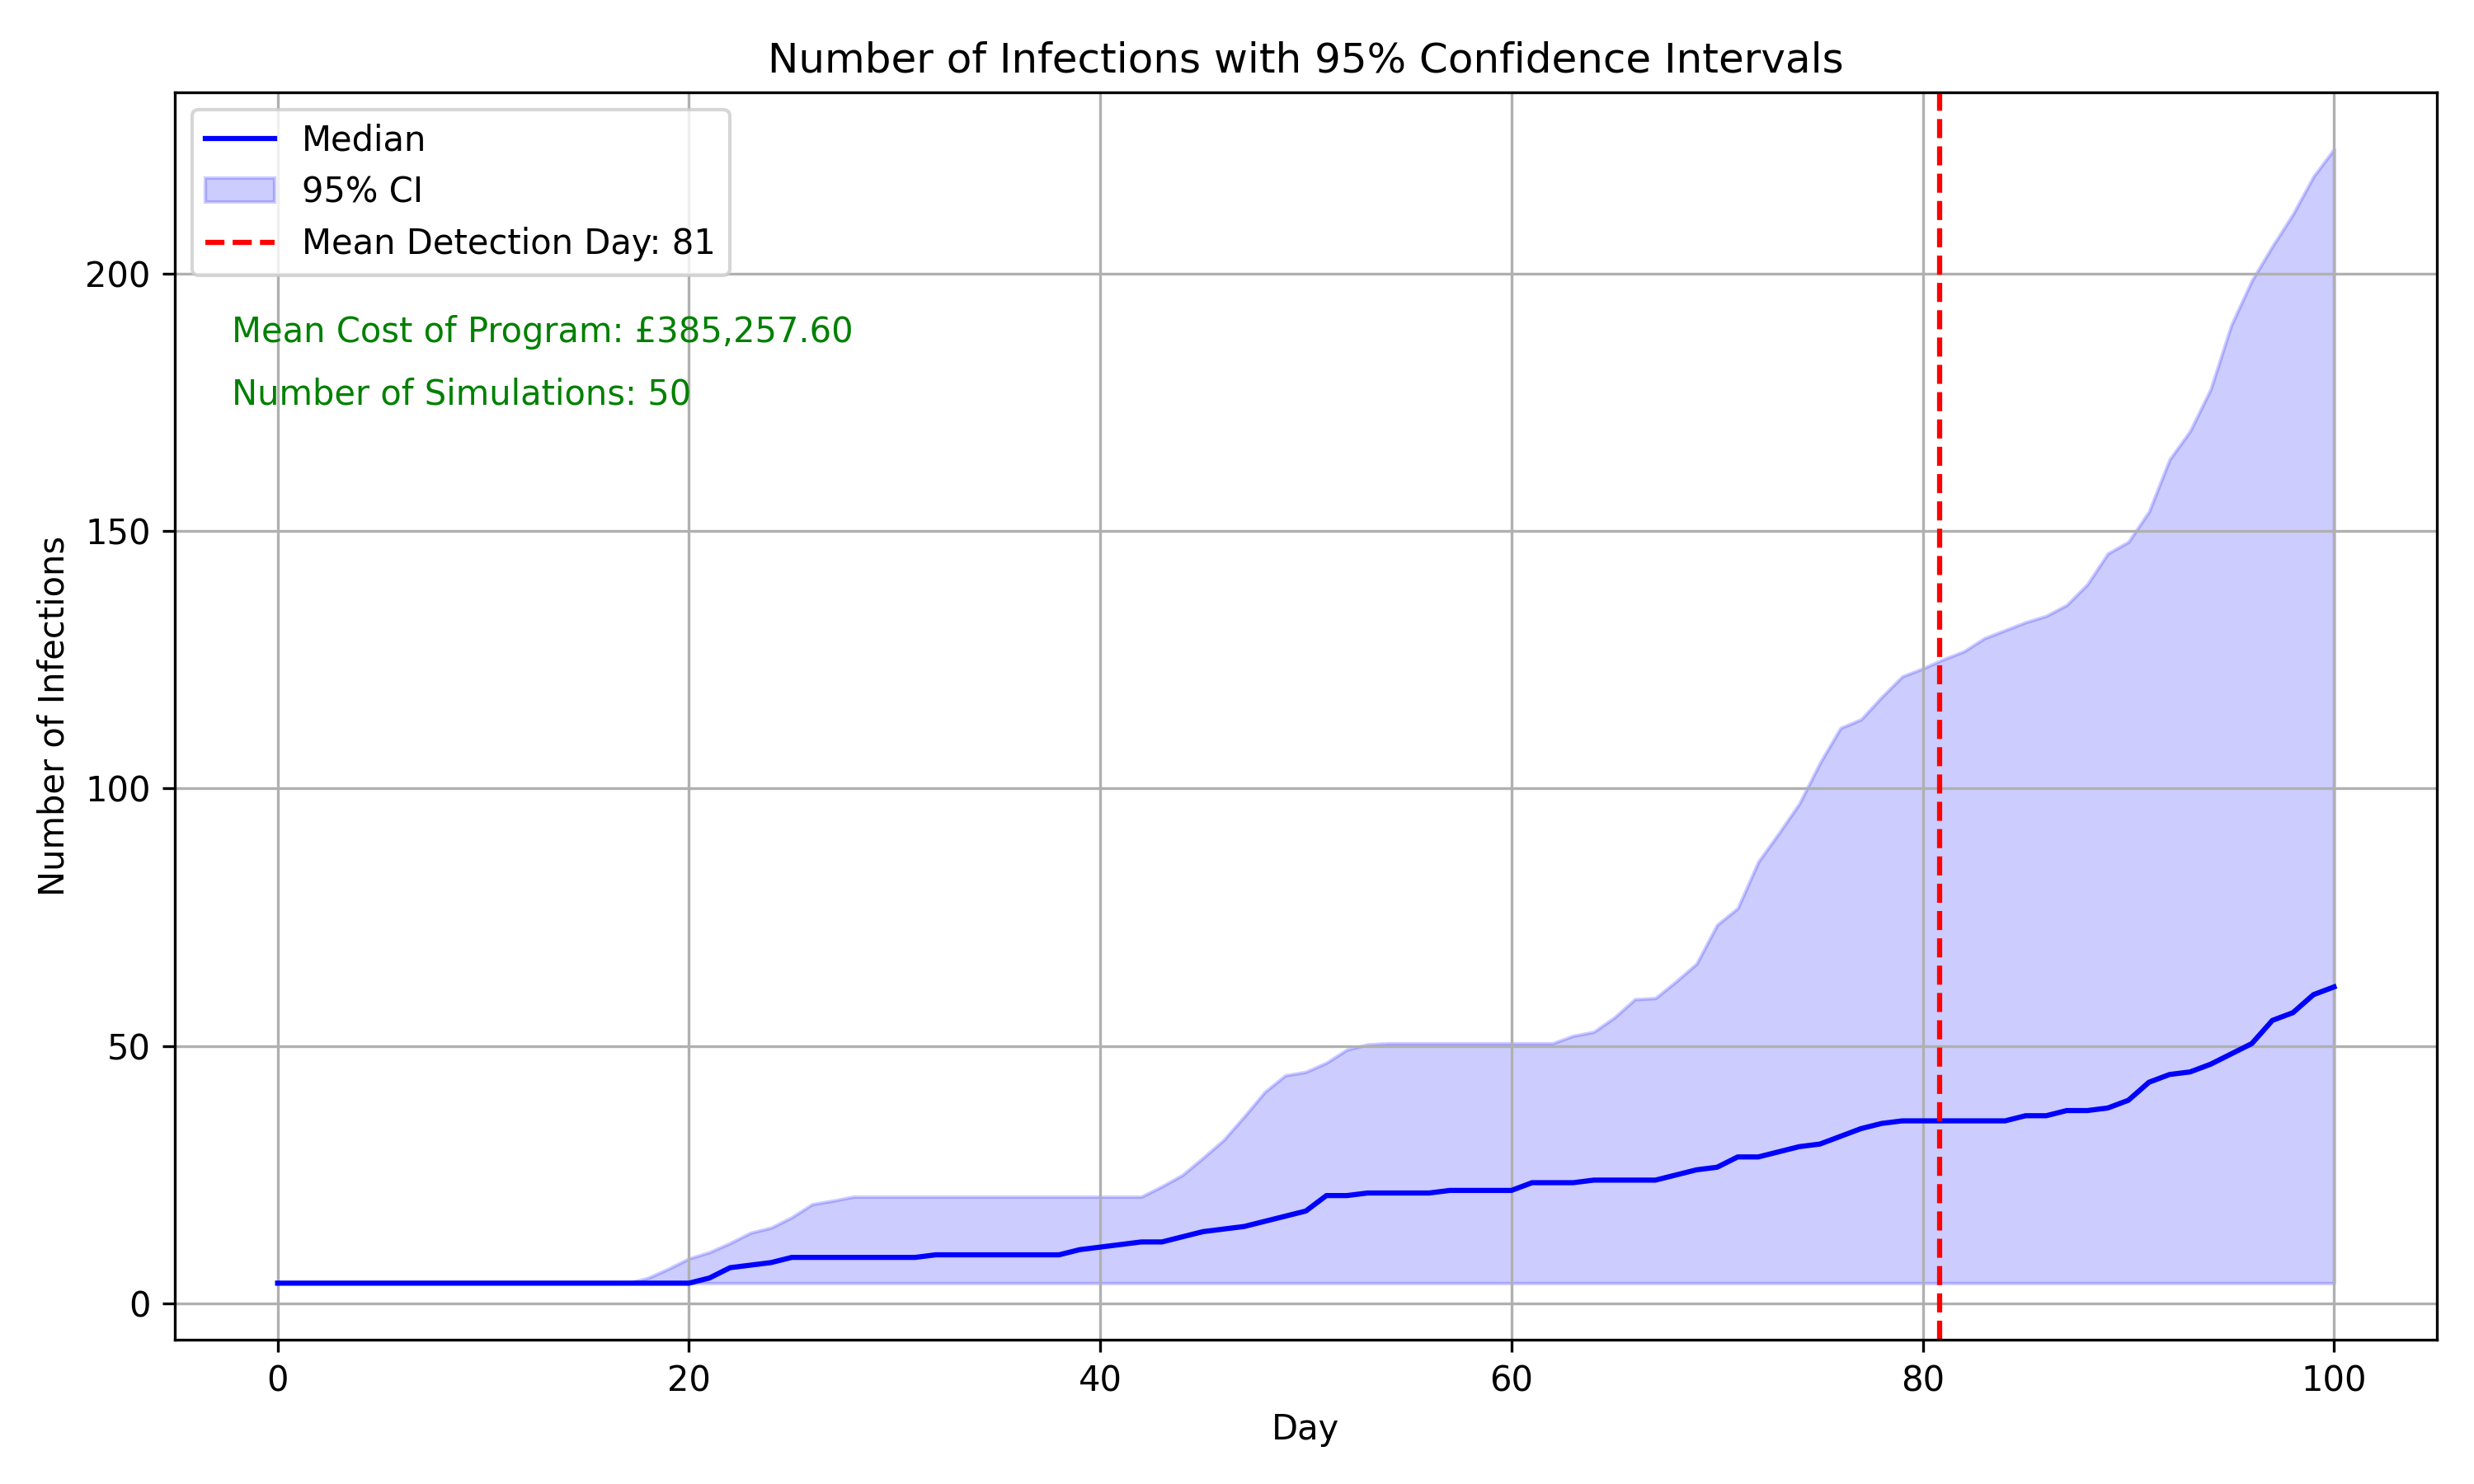 Number of Infections with 95% Confidence Intervals
Median
95% CI
Mean Detection Day: 81
Mean Cost of Program: £385,257.60
Number of Simulations: 50
Number of Infections
200
150
100
50
0
0 20 40 60 80 100
Day